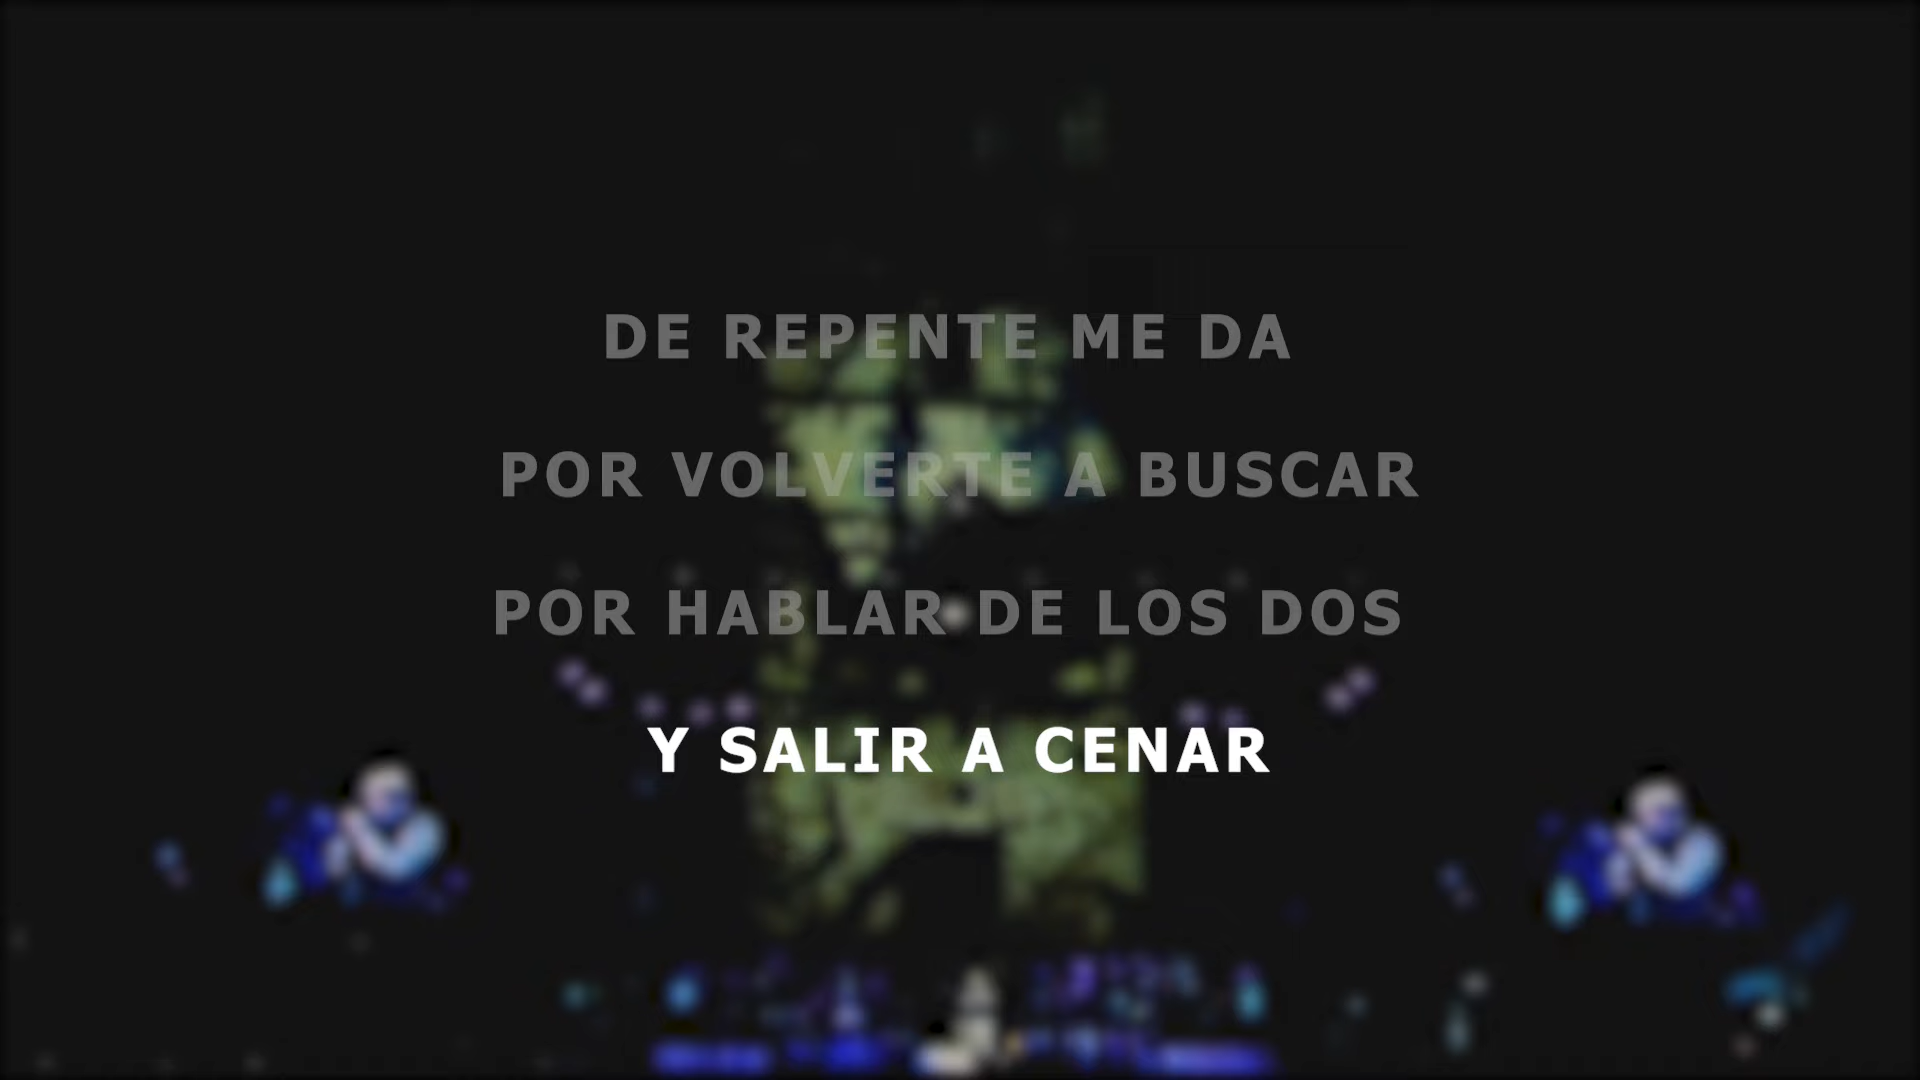 DE REPENTE ME DA
POR VOLVERTE A BUSCAR
POR HABLAR DE LOS DOS
Y SALIR A CENAR